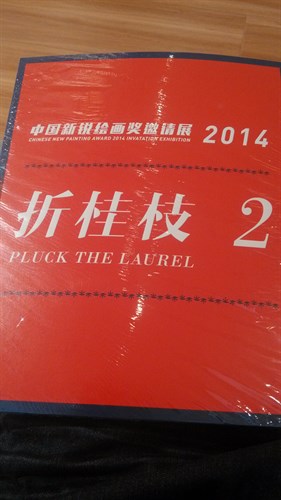 中国新锐绘画奖邀请展 2014
CHINESE NEW PAINTING AWARD 2014 INVATATION EXHIBITION
折桂枝 2
PLUCK THE LAUREL